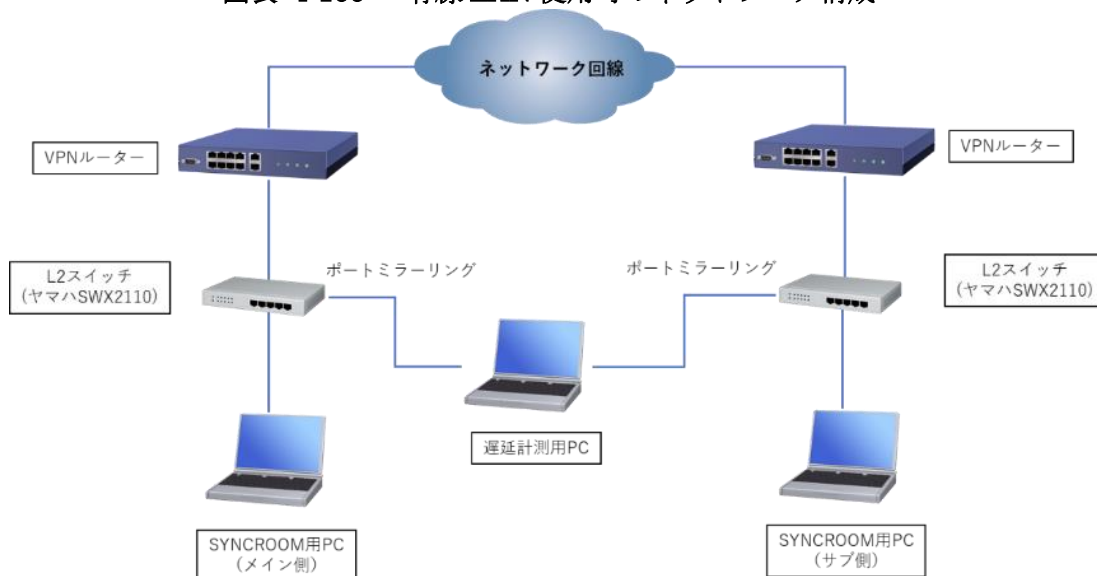 ネットワーク回線
VPNルーター
VPNルーター
ポートミラーリング
ポートミラーリング
L2スイッチ
(ヤマハSWX2110)
L2スイッチ
(ヤマハSWX2110)
遅延計測用PC
SYNCROOM用PC
(メイン側)
SYNCROOM用PC
(サブ側)